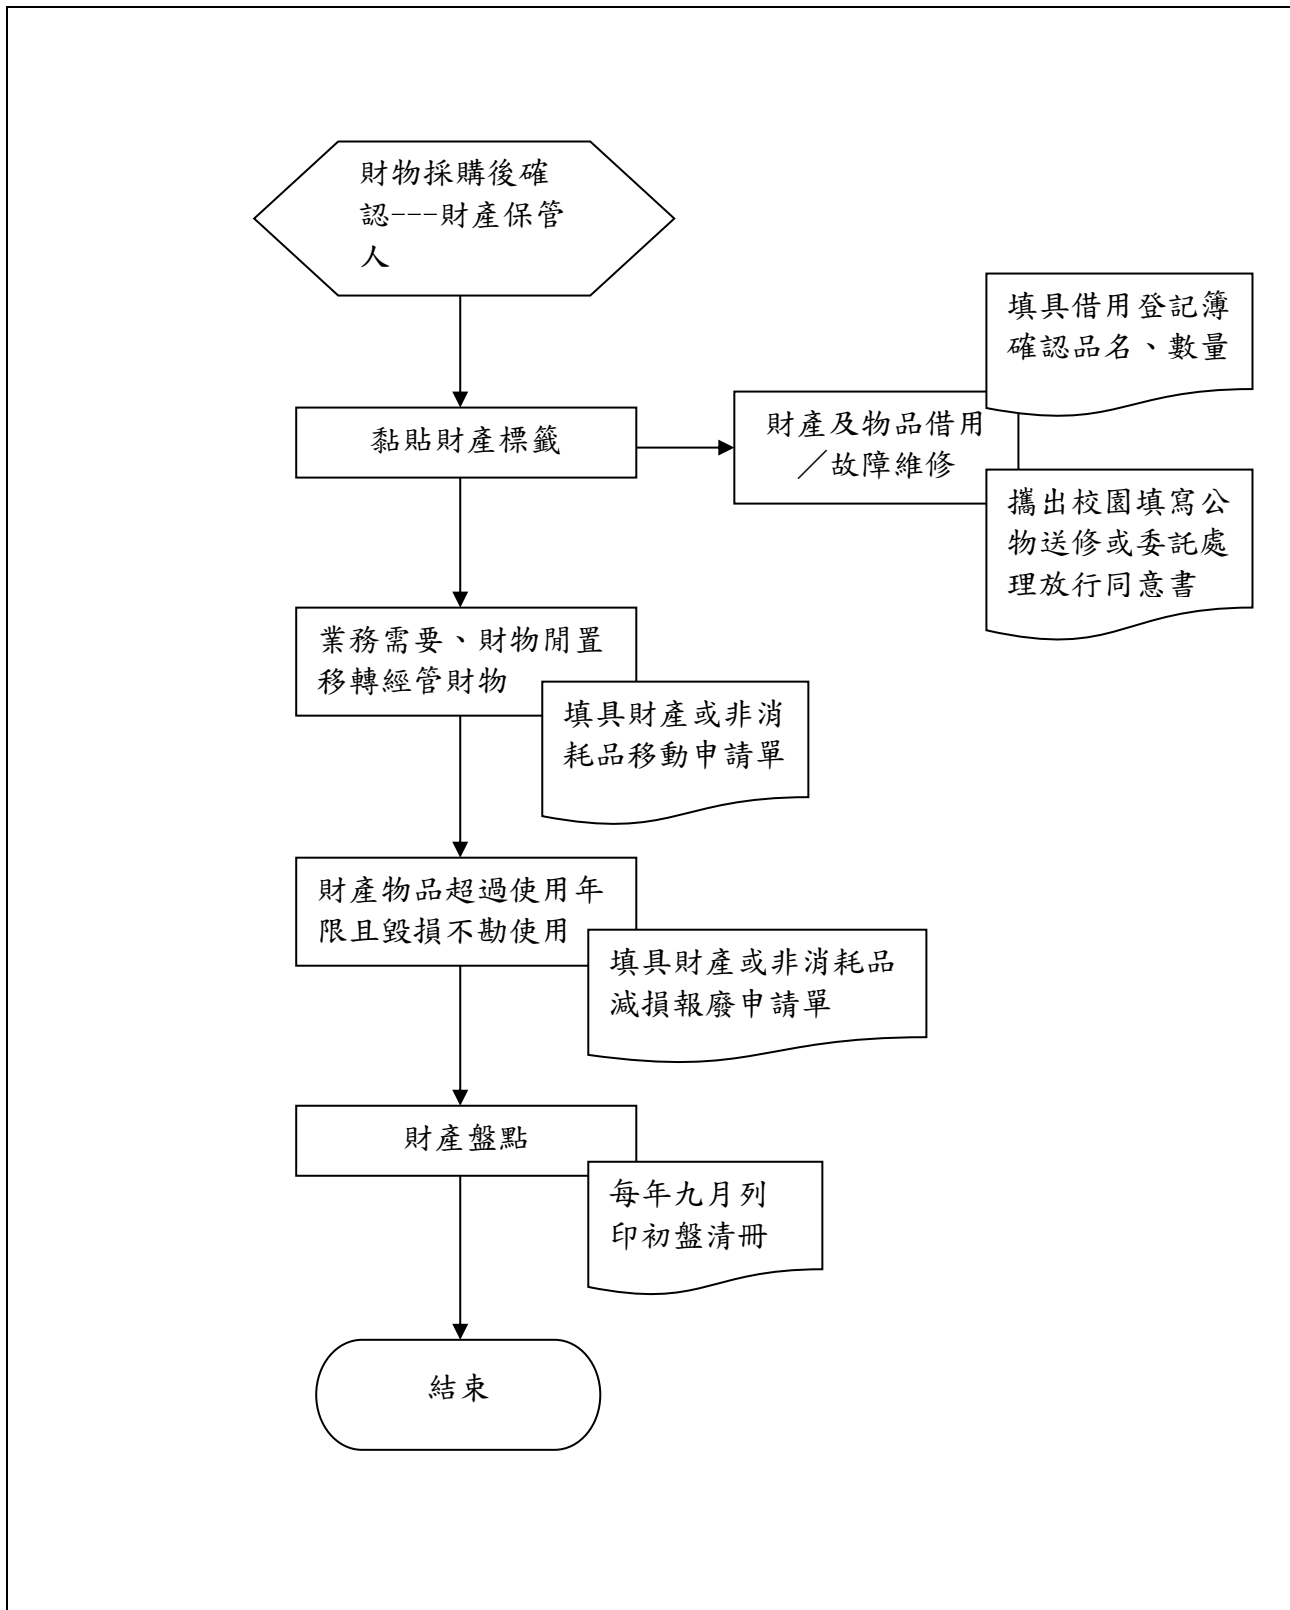 財物採購後確
認---財產保管
人
填具借用登記簿
確認品名、數量
黏貼財產標籤
財產及物品借用
／故障維修
攜出校園填寫公
物送修或委託處
理放行同意書
業務需要、財物閒置
移轉經管財物
填具財產或非消
耗品移動申請單
財產物品超過使用年
限且毀損不勘使用
填具財產或非消耗品
減損報廢申請單
財產盤點
每年九月列
印初盤清冊
結束